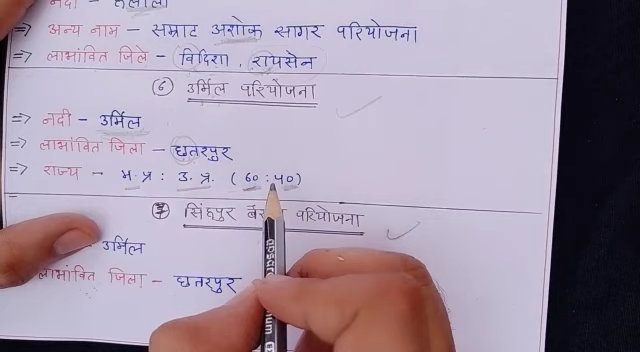 नदी - हलाली
=> अन्य नाम - सम्राट अशोक सागर परियोजना
=> लाभांवित जिले - विदिशा, रायसेन
⑥ उर्मिल परियोजना
=> नदी - उर्मिल
=> लाभांवित जिला - छतरपुर
=> राज्य - म.प्र : उ.प्र. (60:40)
⑦ सिंहपुर परियोजना
- उर्मिल
लाभांवित जिला - छतरपुर
apsara